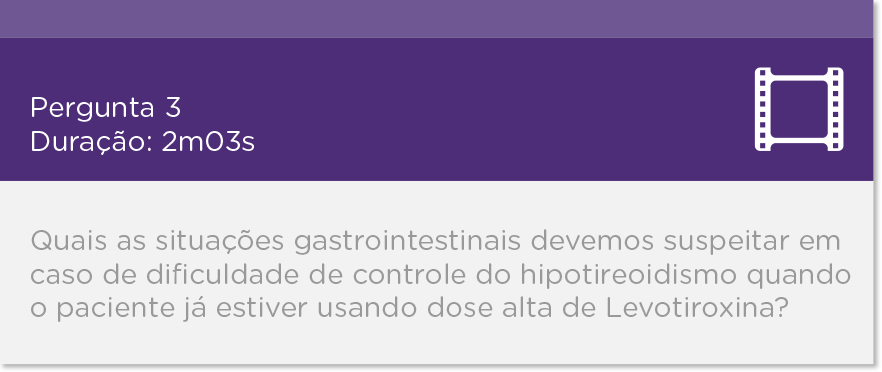 Pergunta 3
Duração: 2m03s
Quais as situações gastrointestinais devemos suspeitar em
caso de dificuldade de controle do hipotireoidismo quando
o paciente já estiver usando dose alta de Levotiroxina?